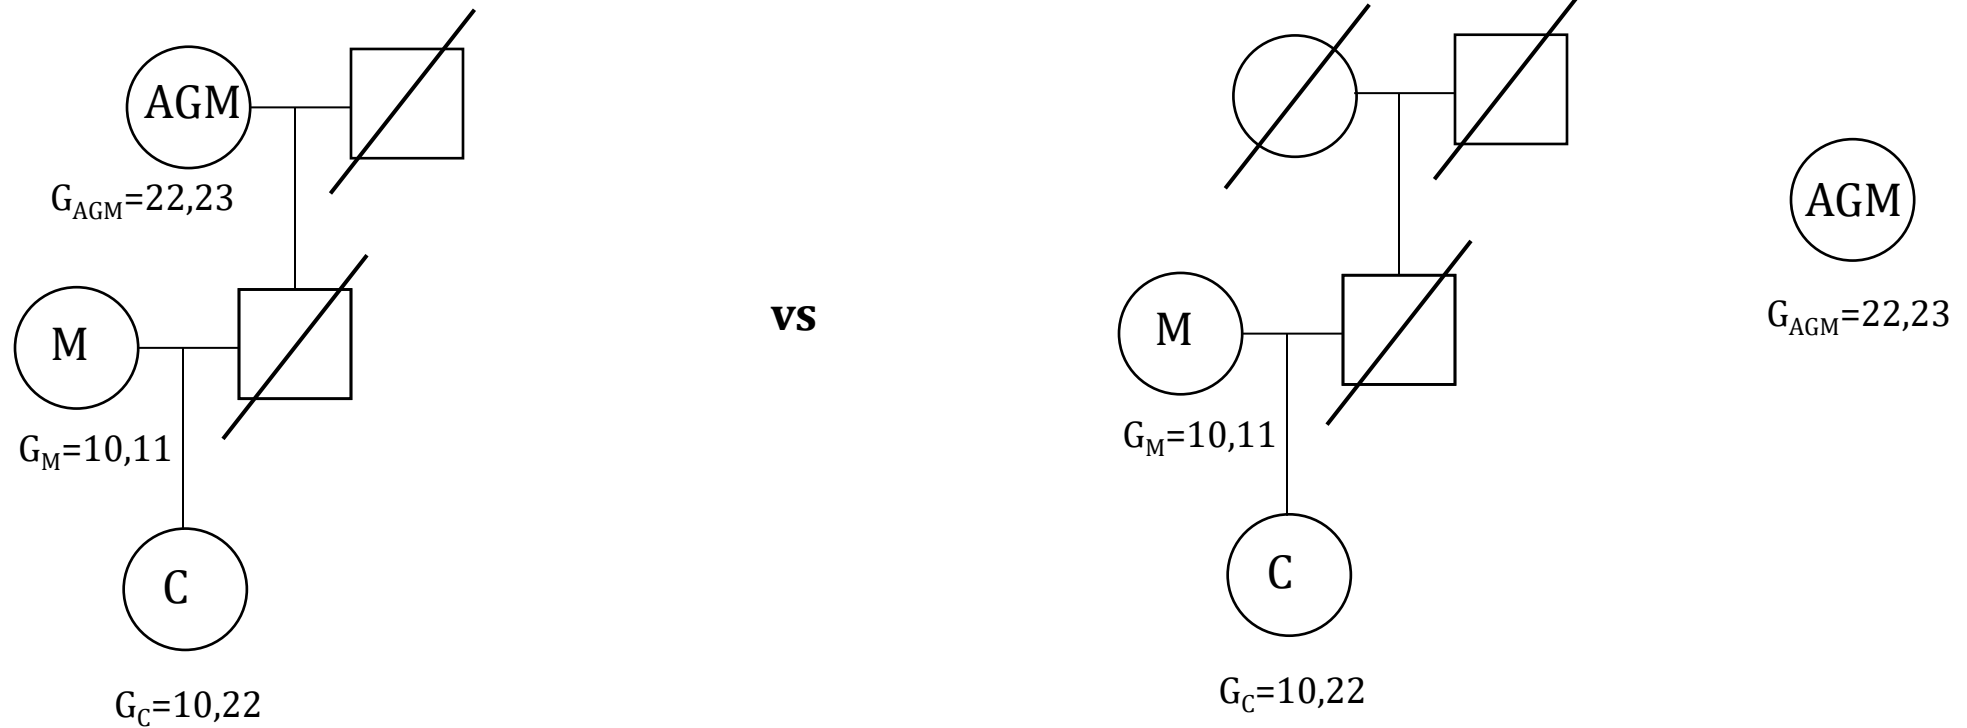 AGM
G_AGM=22,23
M
G_M=10,11
C
G_C=10,22
vs
AGM
G_AGM=22,23
M
G_M=10,11
C
G_C=10,22